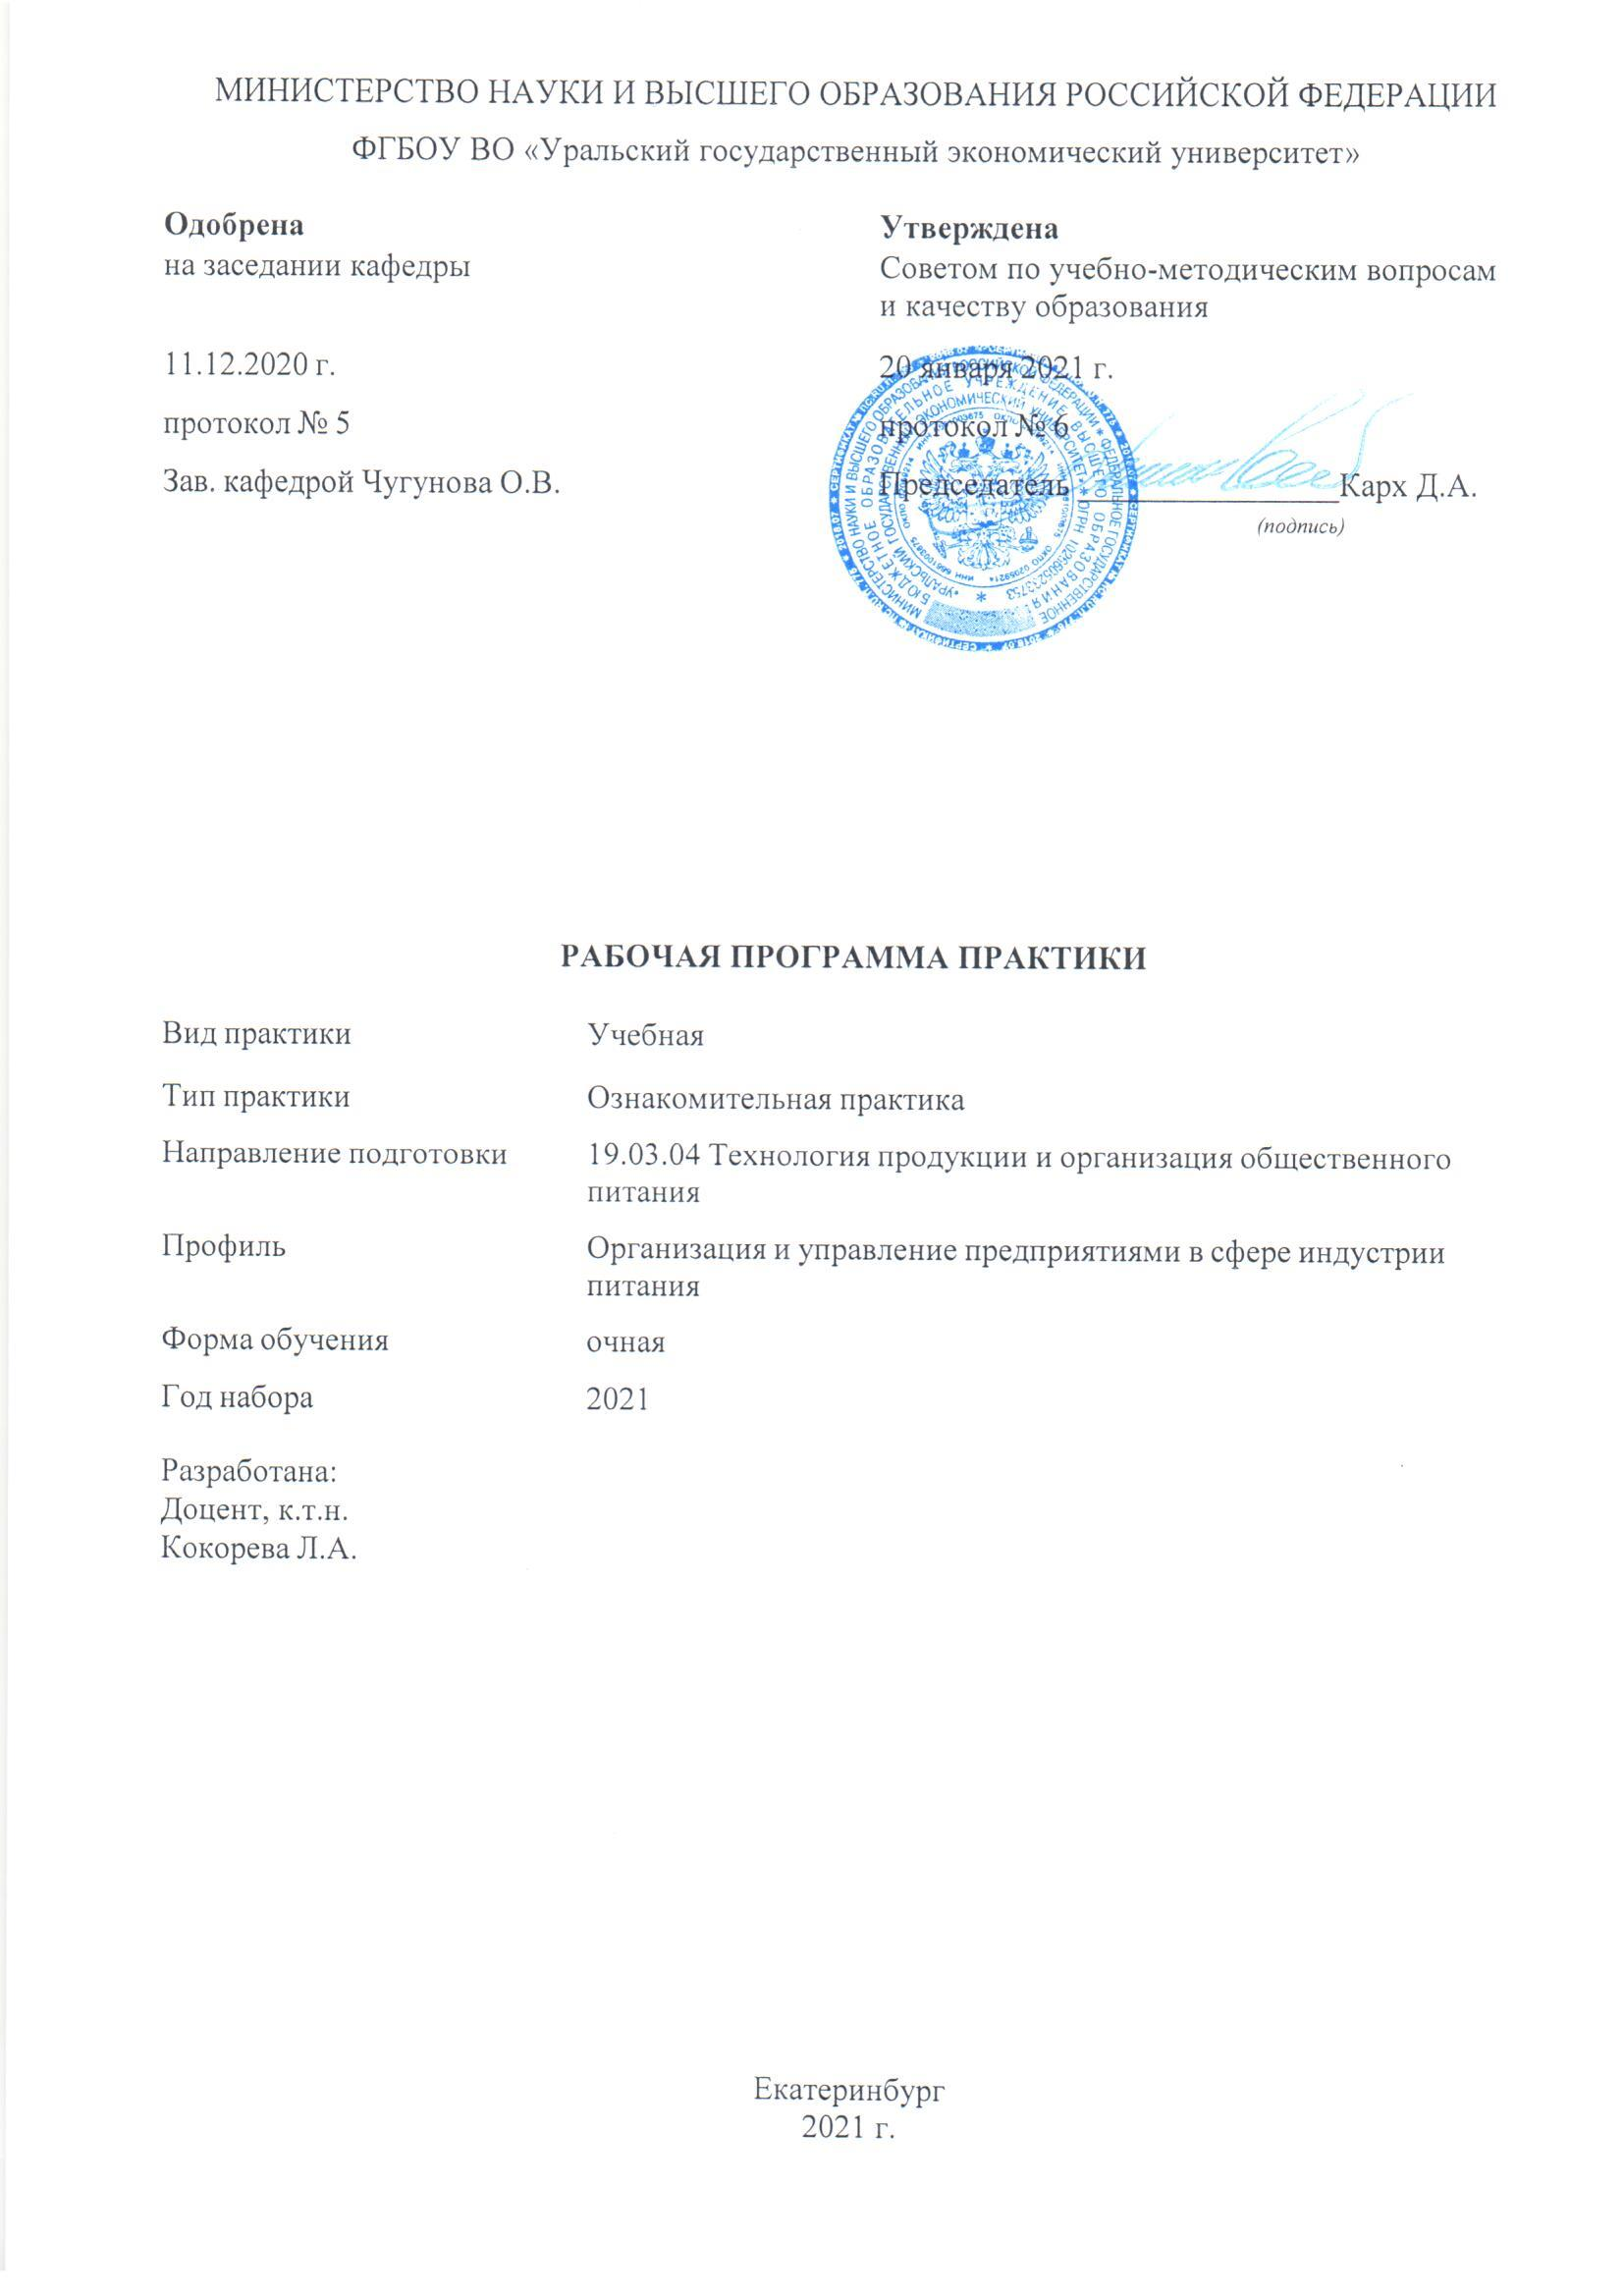 МИНИСТЕРСТВО НАУКИ И ВЫСШЕГО ОБРАЗОВАНИЯ РОССИЙСКОЙ ФЕДЕРАЦИИ
ФГБОУ ВО «Уральский государственный экономический университет»
Одобрена
на заседании кафедры
11.12.2020 г.
протокол № 5
Зав. кафедрой Чугунова О.В.
Утверждена
Советом по учебно-методическим вопросам
и качеству образования
20 января 2021 г.
протокол № 6
Председатель ________________ Карх Д.А.
(подпись)
РАБОЧАЯ ПРОГРАММА ПРАКТИКИ
Вид практики Учебная
Тип практики Ознакомительная практика
Направление подготовки 19.03.04 Технология продукции и организация общественного
питания
Профиль Организация и управление предприятиями в сфере индустрии
питания
Форма обучения очная
Год набора 2021
Разработана:
Доцент, к.т.н.
Кокорева Л.А.
Екатеринбург
2021 г.